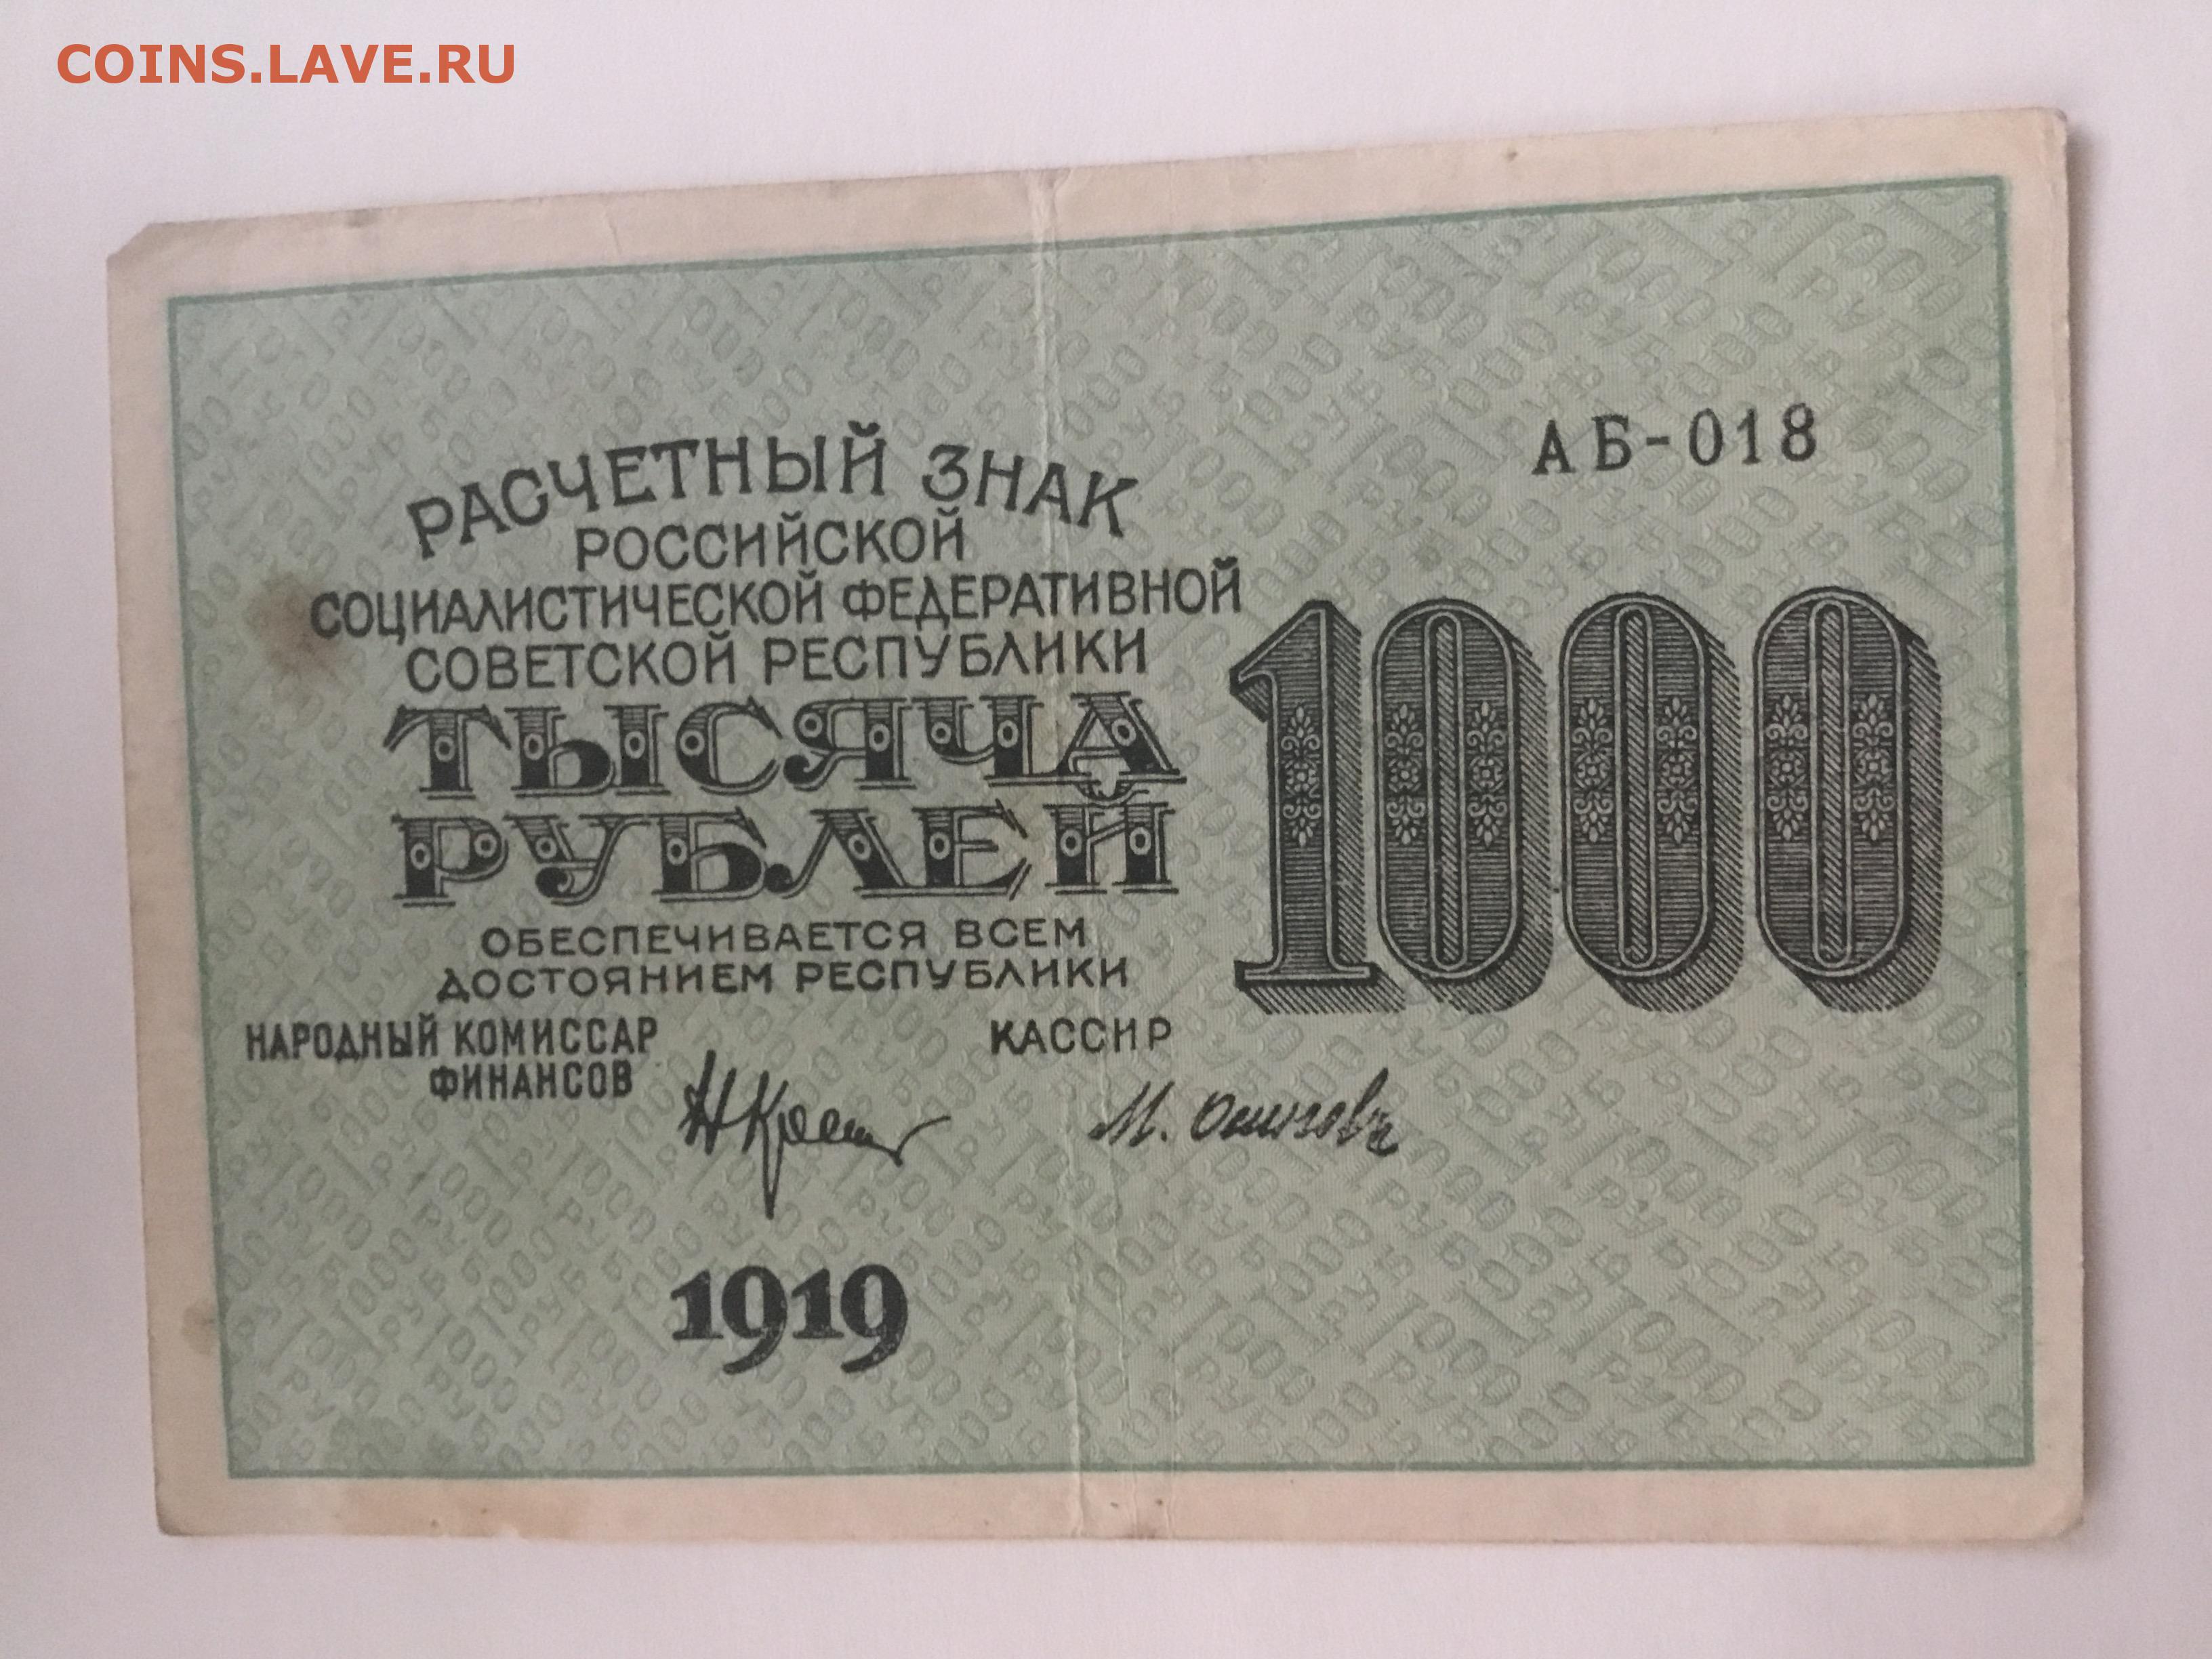 COINS.LAVE.RU
АБ-018
РАСЧЕТНЫЙ ЗНАК
РОССИЙСКОЙ
СОЦИАЛИСТИЧЕСКОЙ ФЕДЕРАТИВНОЙ
СОВЕТСКОЙ РЕСПУБЛИКИ
ТЫСЯЧА
РУБЛЕЙ
1000
ОБЕСПЕЧИВАЕТСЯ ВСЕМ
ДОСТОЯНИЕМ РЕСПУБЛИКИ
НАРОДНЫЙ КОМИССАР
ФИНАНСОВ
КАССИР
М. Осиповъ
1919